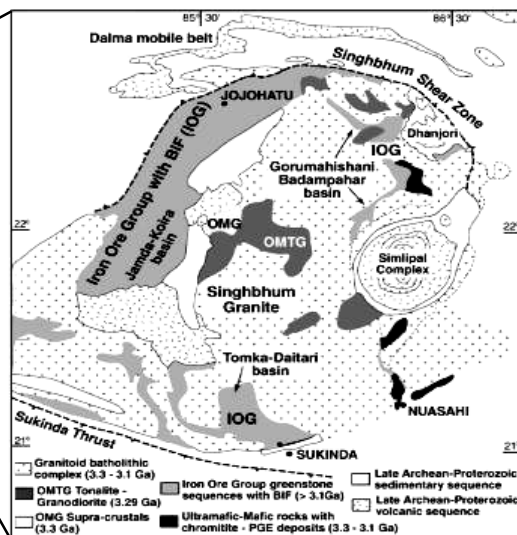 85°30'
86°30'
Dalma mobile belt
Singhbhum Shear Zone
JOJOHATU
Iron Ore Group with BIF (IOG)
Jamda-Koira
basin
Dhanjori
IOG
Gorumahishani
Badampahar
basin
22°
22°
OMG
OMTG
Simlipal
Complex
Singhbhum
Granite
Tomka-Daitari
basin
IOG
NUASAHI
Sukinda Thrust
21°
21°
SUKINDA
Granitoid batholithic
complex (3.3 - 3.1 Ga)
OMTG Tonalite -
Granodiorite (3.29 Ga)
OMG Supra-crustals
(3.3 Ga)
Iron Ore Group greenstone
sequences with BIF (> 3.1Ga)
Ultramafic-Mafic rocks with
chromitite - PGE deposits (3.3 - 3.1 Ga)
Late Archean-Proterozoic
sedimentary sequence
Late Archean-Proterozoic
volcanic sequence